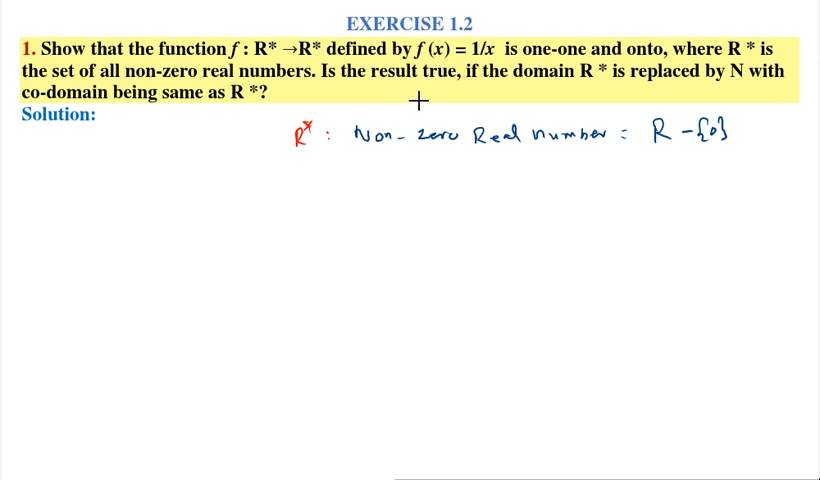 EXERCISE 1.2
1. Show that the function f : R* →R* defined by f (x) = 1/x is one-one and onto, where R * is
the set of all non-zero real numbers. Is the result true, if the domain R * is replaced by N with
co-domain being same as R *?
Solution:
R* : Non-zero Real number = R - {0}